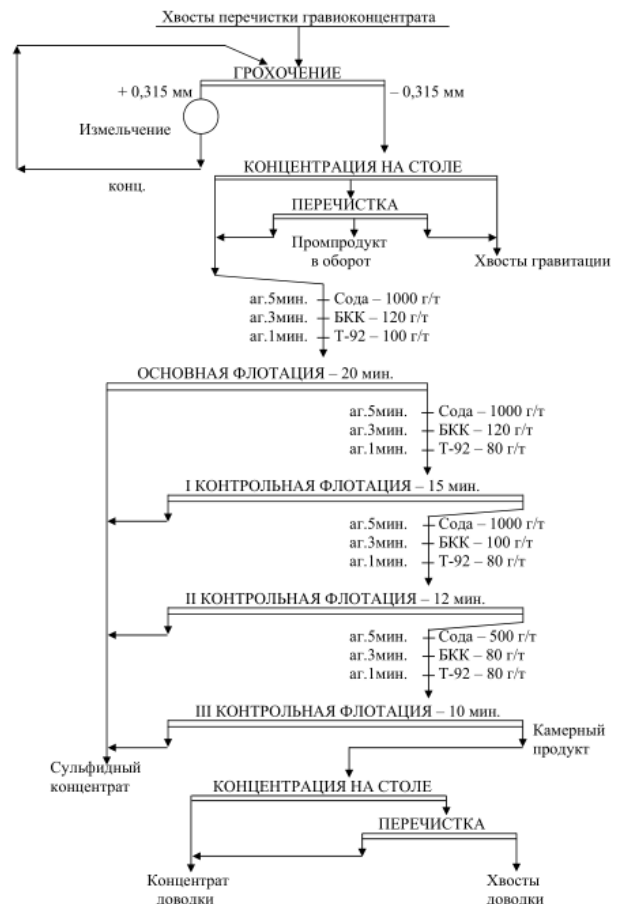 Хвосты перечистки гравиоконцентрата
ГРОХОЧЕНИЕ
+ 0,315 мм
– 0,315 мм
Измельчение
КОНЦЕНТРАЦИЯ НА СТОЛЕ
конц.
ПЕРЕЧИСТКА
Промпродукт
в оборот
Хвосты гравитации
аг.5мин. Сода – 1000 г/т
аг.3мин. БКК – 120 г/т
аг.1мин. Т-92 – 100 г/т
ОСНОВНАЯ ФЛОТАЦИЯ – 20 мин.
аг.5мин. Сода – 1000 г/т
аг.3мин. БКК – 120 г/т
аг.1мин. Т-92 – 80 г/т
I КОНТРОЛЬНАЯ ФЛОТАЦИЯ – 15 мин.
аг.5мин. Сода – 1000 г/т
аг.3мин. БКК – 100 г/т
аг.1мин. Т-92 – 80 г/т
II КОНТРОЛЬНАЯ ФЛОТАЦИЯ – 12 мин.
аг.5мин. Сода – 500 г/т
аг.3мин. БКК – 80 г/т
аг.1мин. Т-92 – 80 г/т
III КОНТРОЛЬНАЯ ФЛОТАЦИЯ – 10 мин.
Камерный
продукт
Сульфидный
концентрат
КОНЦЕНТРАЦИЯ НА СТОЛЕ
ПЕРЕЧИСТКА
Концентрат
доводки
Хвосты
доводки